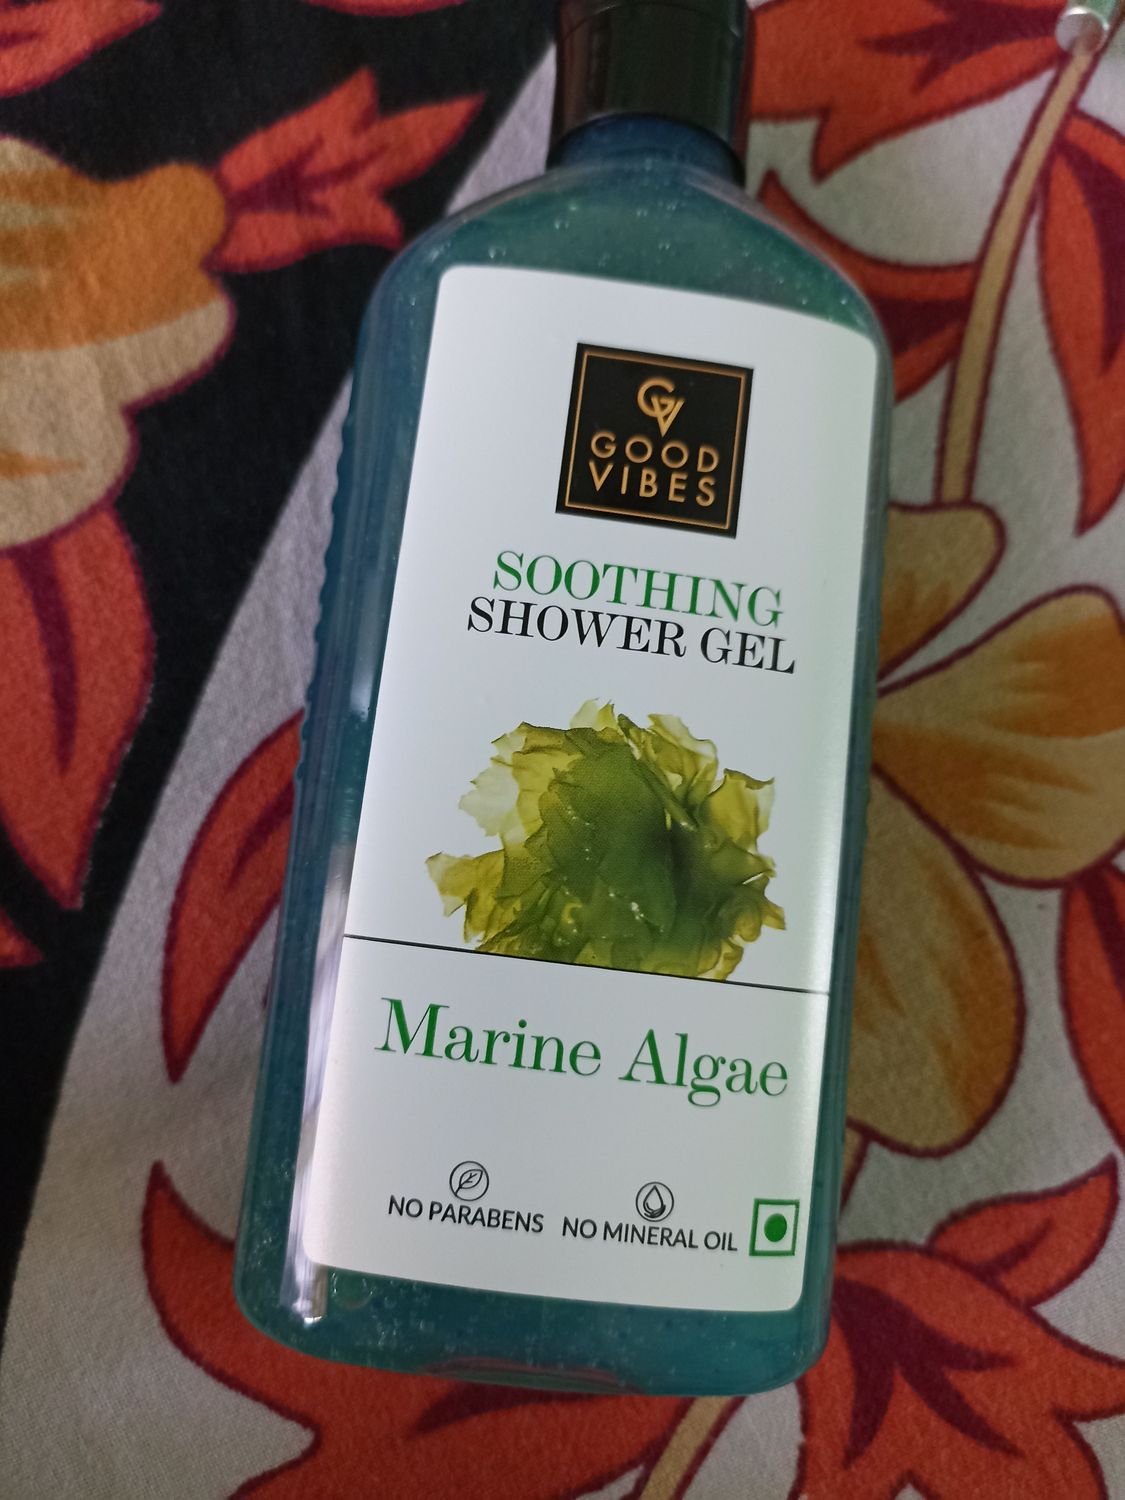 GV
GOOD
VIBES
SOOTHING
SHOWER GEL
Marine Algae
NO PARABENS NO MINERAL OIL